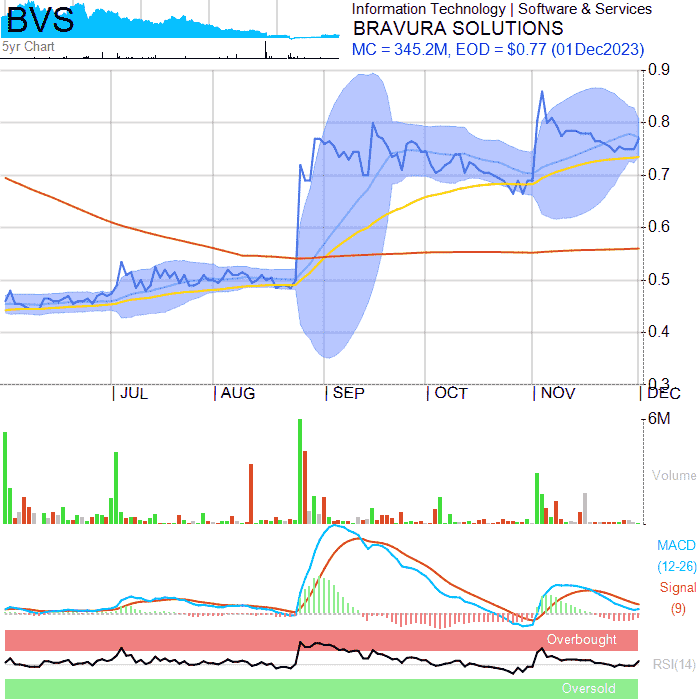 BVS
Information Technology | Software & Services
BRAVURA SOLUTIONS
5yr Chart
MC = 345.2M, EOD = $0.77 (01Dec2023)
0.9
0.8
0.7
0.6
0.5
0.4
0.3
| JUL
| AUG
| SEP
| OCT
| NOV
| DEC
6M
Volume
MACD
(12-26)
Signal
(9)
Overbought
RSI(14)
Oversold